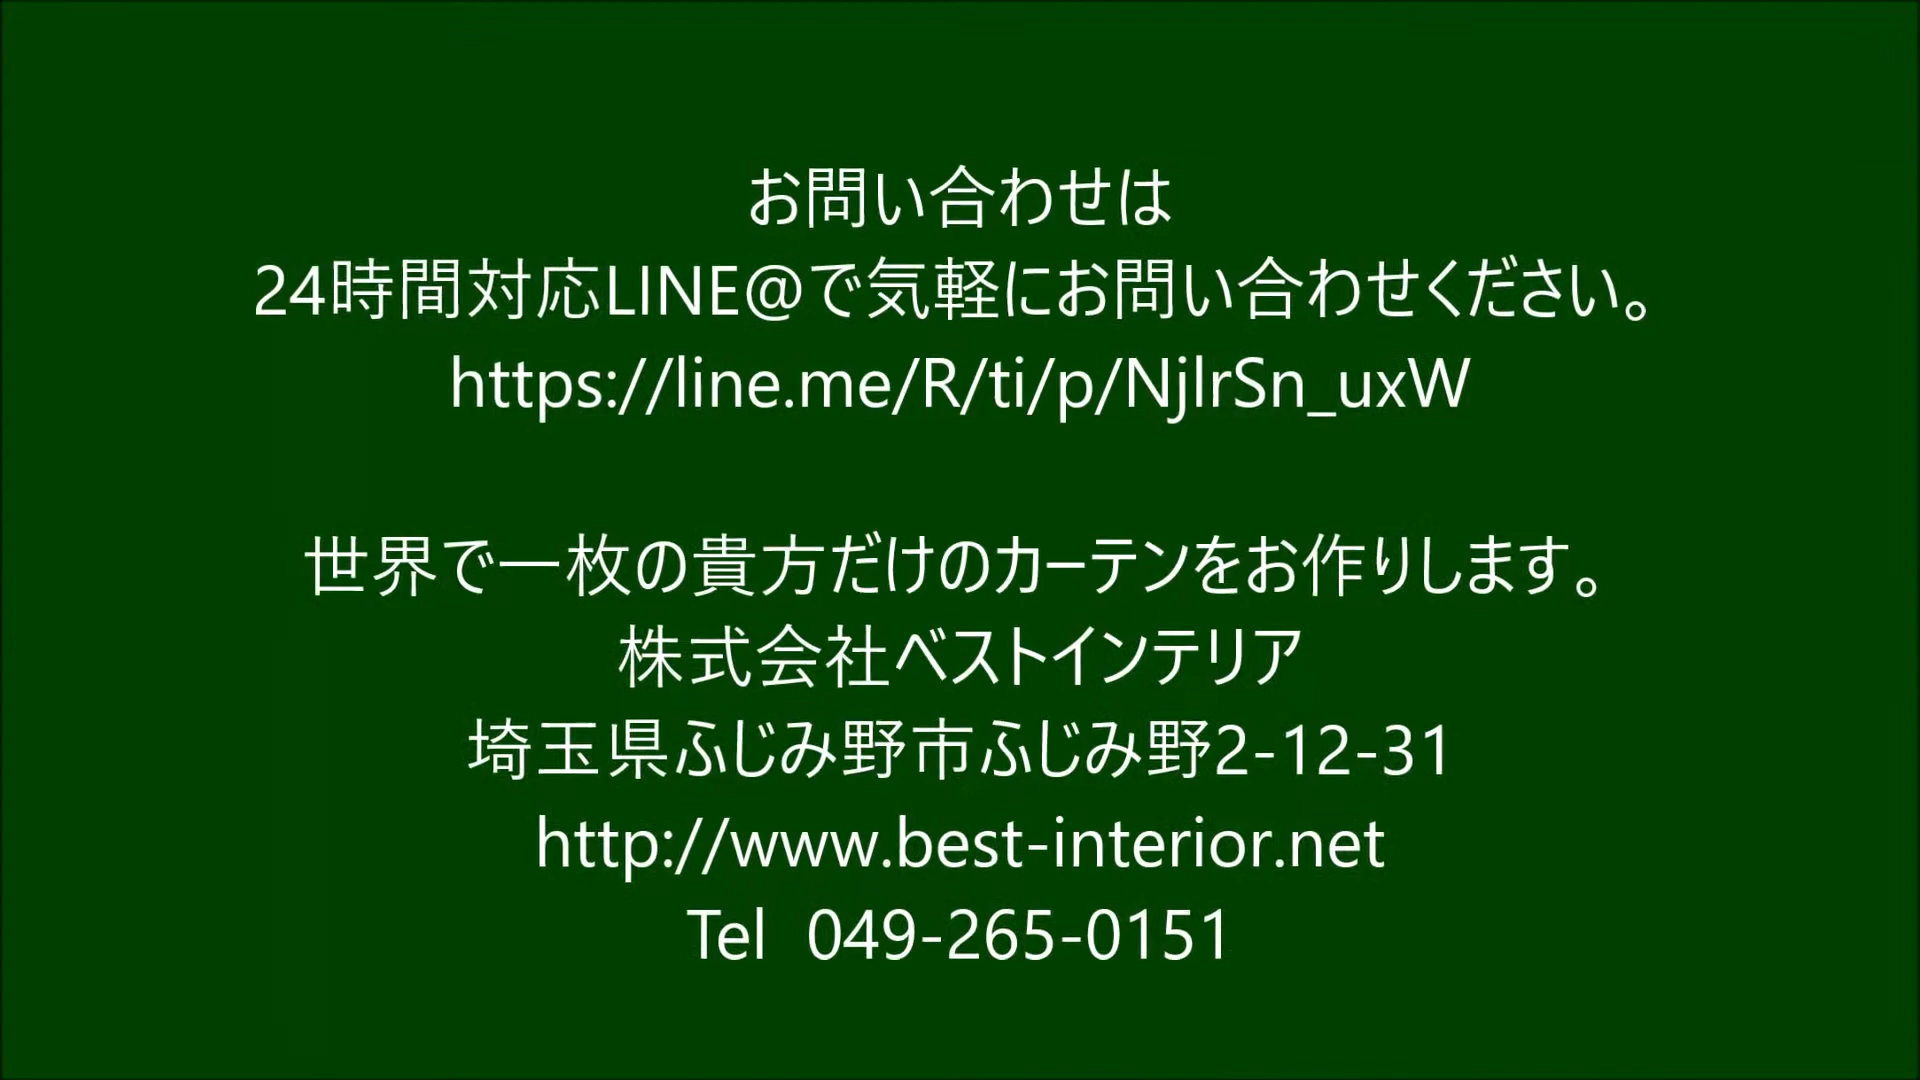 お問い合わせは
24時間対応LINE@で気軽にお問い合わせください。
https://line.me/R/ti/p/NjlrSn_uxW
世界で一枚の貴方だけのカーテンをお作りします。
株式会社ベストインテリア
埼玉県ふじみ野市ふじみ野2-12-31
http://www.best-interior.net
Tel  049-265-0151